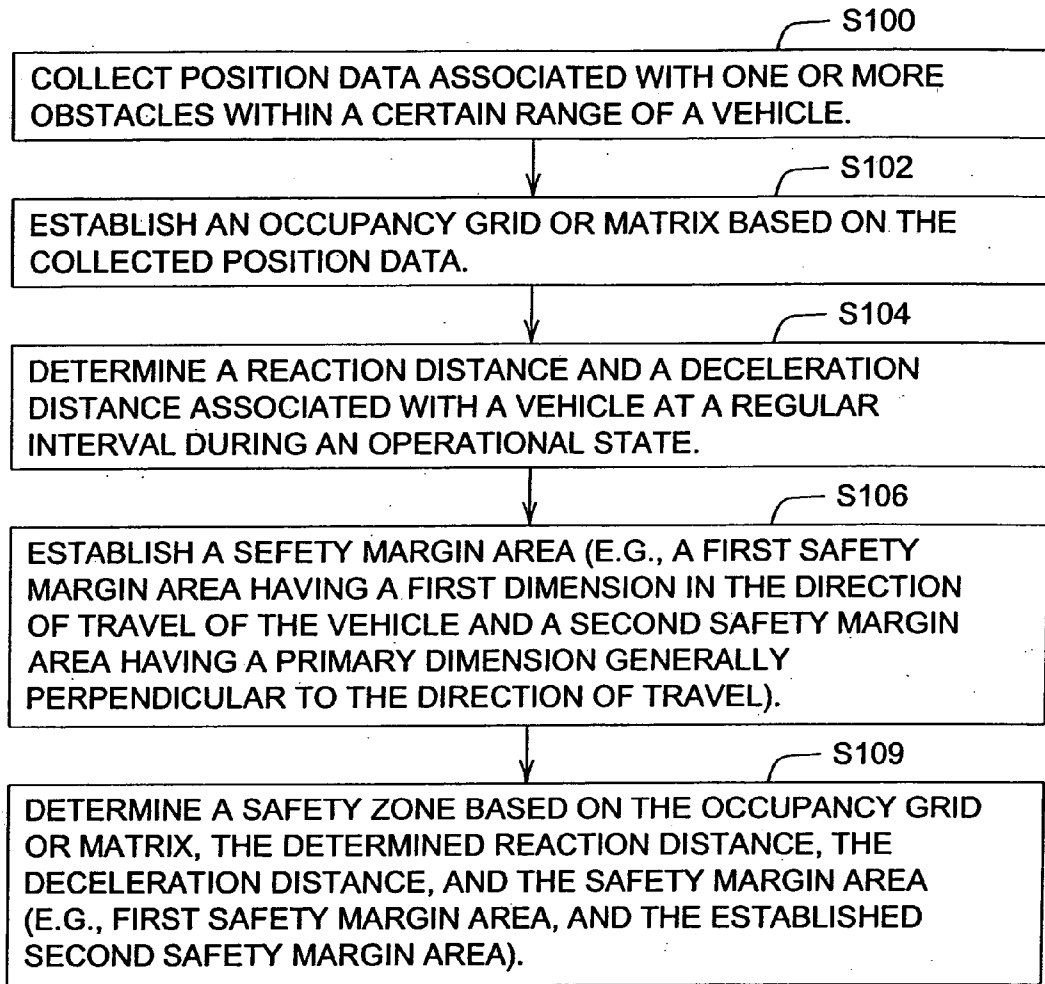 S100
COLLECT POSITION DATA ASSOCIATED WITH ONE OR MORE
OBSTACLES WITHIN A CERTAIN RANGE OF A VEHICLE.
S102
ESTABLISH AN OCCUPANCY GRID OR MATRIX BASED ON THE
COLLECTED POSITION DATA.
S104
DETERMINE A REACTION DISTANCE AND A DECELERATION
DISTANCE ASSOCIATED WITH A VEHICLE AT A REGULAR
INTERVAL DURING AN OPERATIONAL STATE.
S106
ESTABLISH A SEFETY MARGIN AREA (E.G., A FIRST SAFETY
MARGIN AREA HAVING A FIRST DIMENSION IN THE DIRECTION
OF TRAVEL OF THE VEHICLE AND A SECOND SAFETY MARGIN
AREA HAVING A PRIMARY DIMENSION GENERALLY
PERPENDICULAR TO THE DIRECTION OF TRAVEL).
S109
DETERMINE A SAFETY ZONE BASED ON THE OCCUPANCY GRID
OR MATRIX, THE DETERMINED REACTION DISTANCE, THE
DECELERATION DISTANCE, AND THE SAFETY MARGIN AREA
(E.G., FIRST SAFETY MARGIN AREA, AND THE ESTABLISHED
SECOND SAFETY MARGIN AREA).